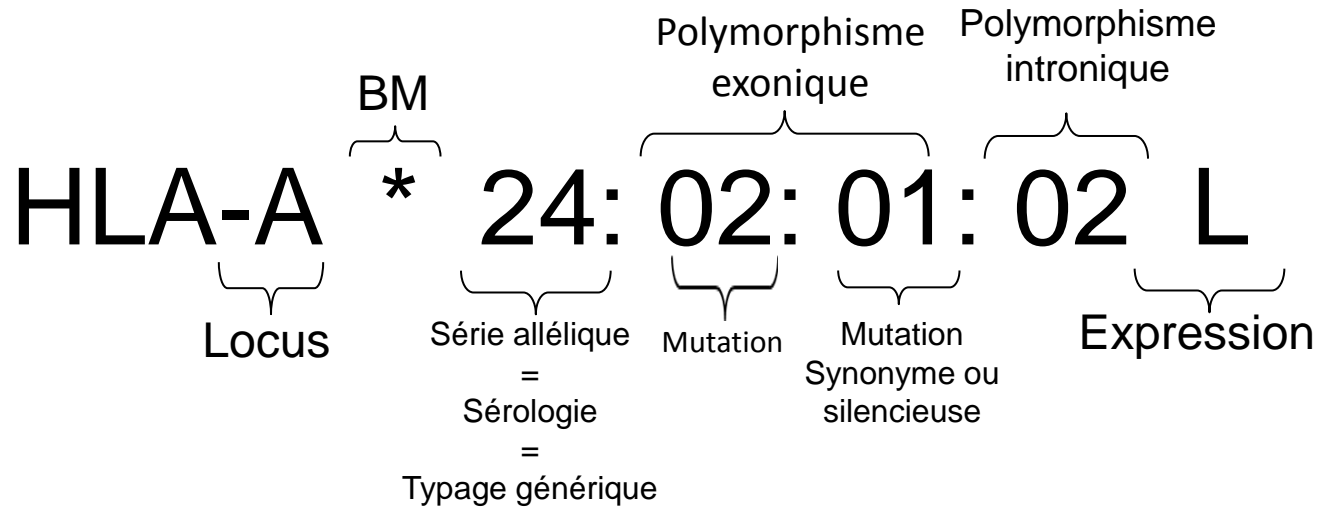 Polymorphisme
exonique
Polymorphisme
intronique
BM
HLA-A * 24: 02: 01: 02 L
Locus
Série allélique
=
Sérologie
=
Typage générique
Mutation
Mutation
Synonyme ou
silencieuse
Expression